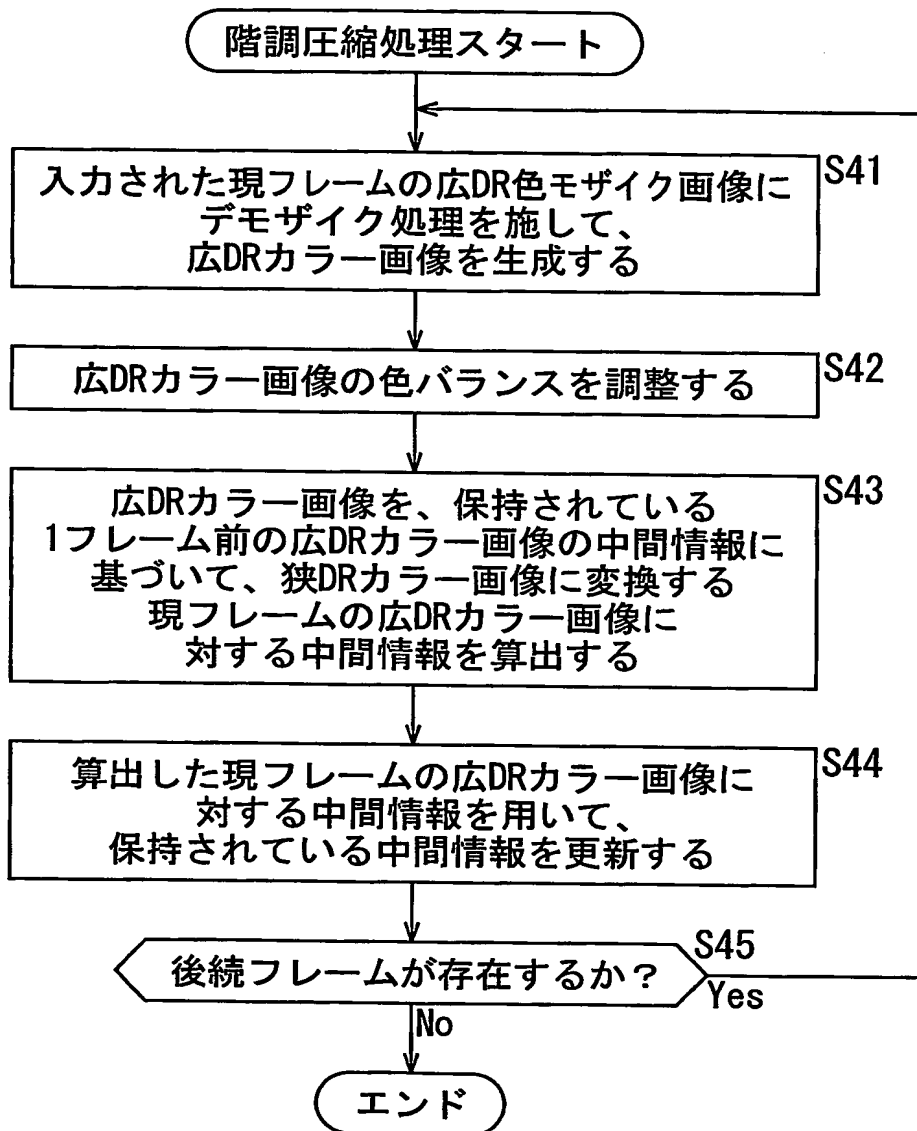 階調圧縮処理スタート
S41
入力された現フレームの広DR色モザイク画像に
デモザイク処理を施して、
広DRカラー画像を生成する
S42
広DRカラー画像の色バランスを調整する
S43
広DRカラー画像を、保持されている
1フレーム前の広DRカラー画像の中間情報に
基づいて、狭DRカラー画像に変換する
現フレームの広DRカラー画像に
対する中間情報を算出する
S44
算出した現フレームの広DRカラー画像に
対する中間情報を用いて、
保持されている中間情報を更新する
S45
後続フレームが存在するか?
Yes
No
エンド